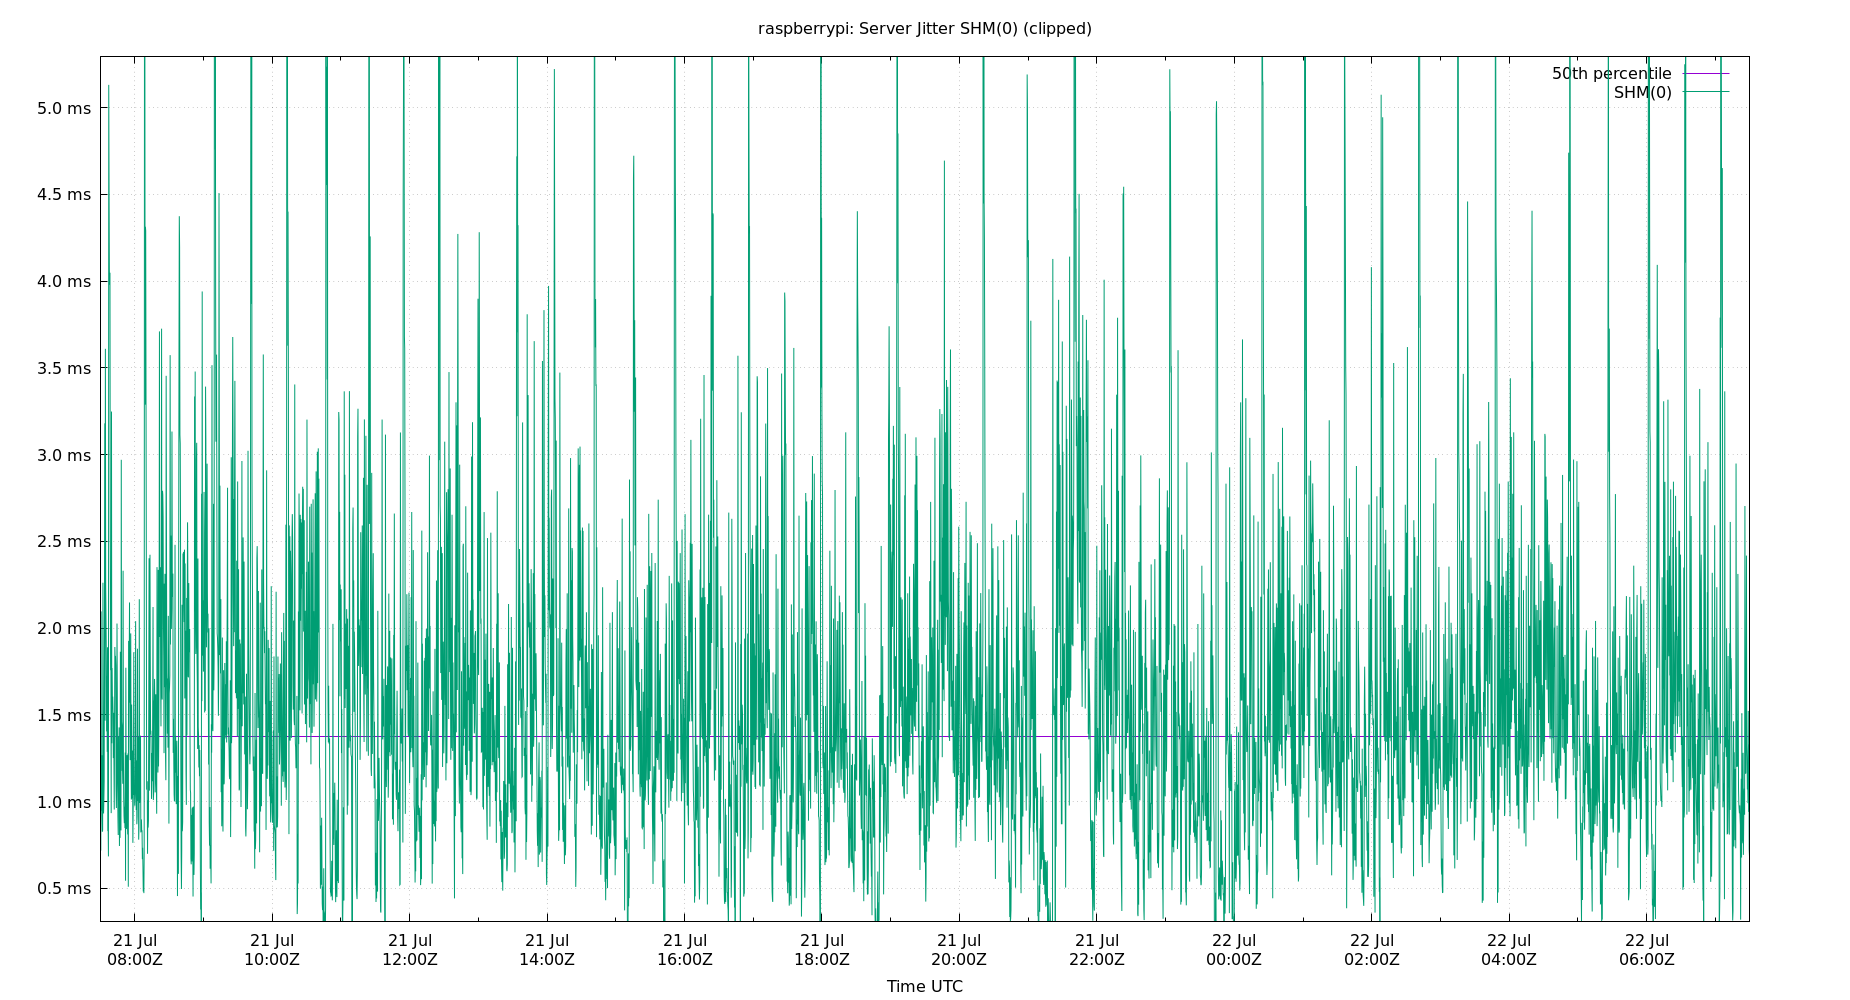 raspberrypi: Server Jitter SHM(0) (clipped)
50th percentile
SHM(0)
5.0 ms
4.5 ms
4.0 ms
3.5 ms
3.0 ms
2.5 ms
2.0 ms
1.5 ms
1.0 ms
0.5 ms
21 Jul 21 Jul 21 Jul 21 Jul 21 Jul 21 Jul 21 Jul 21 Jul 22 Jul 22 Jul 22 Jul 22 Jul
08:00Z 10:00Z 12:00Z 14:00Z 16:00Z 18:00Z 20:00Z 22:00Z 00:00Z 02:00Z 04:00Z 06:00Z
Time UTC